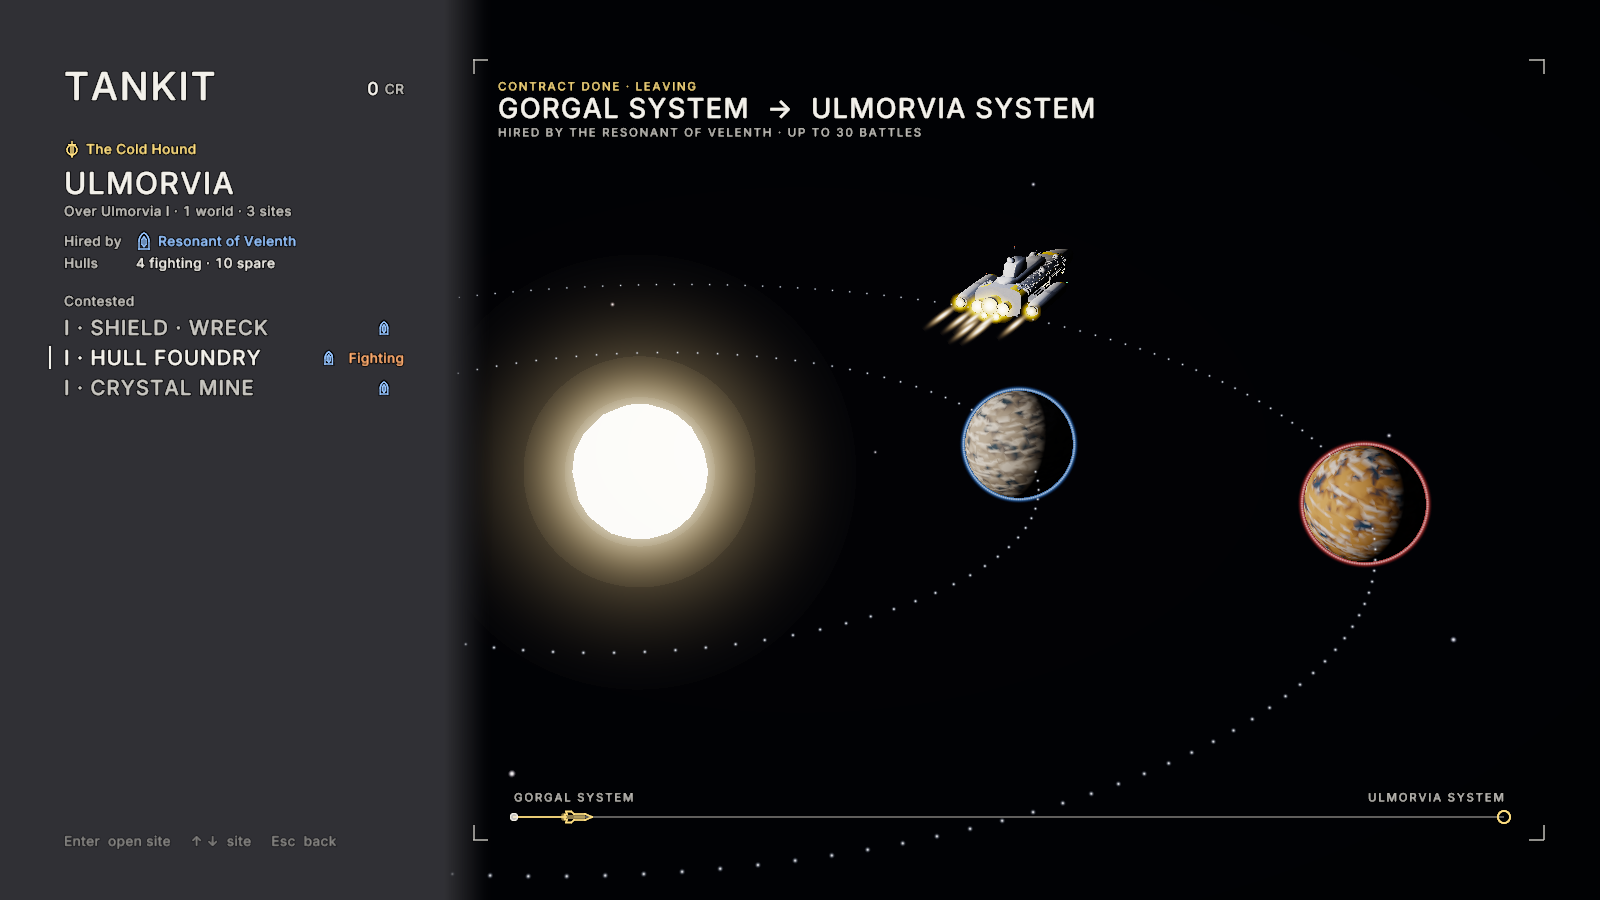 TANKIT
0 CR
The Cold Hound
ULMORVIA
Over Ulmorvia I · 1 world · 3 sites
Hired by Resonant of Velenth
Hulls 4 fighting · 10 spare
Contested
I · SHIELD · WRECK
I · HULL FOUNDRY Fighting
I · CRYSTAL MINE
Enter open site ↑↓ site Esc back
CONTRACT DONE · LEAVING
GORGAL SYSTEM → ULMORVIA SYSTEM
HIRED BY THE RESONANT OF VELENTH · UP TO 30 BATTLES
GORGAL SYSTEM
ULMORVIA SYSTEM